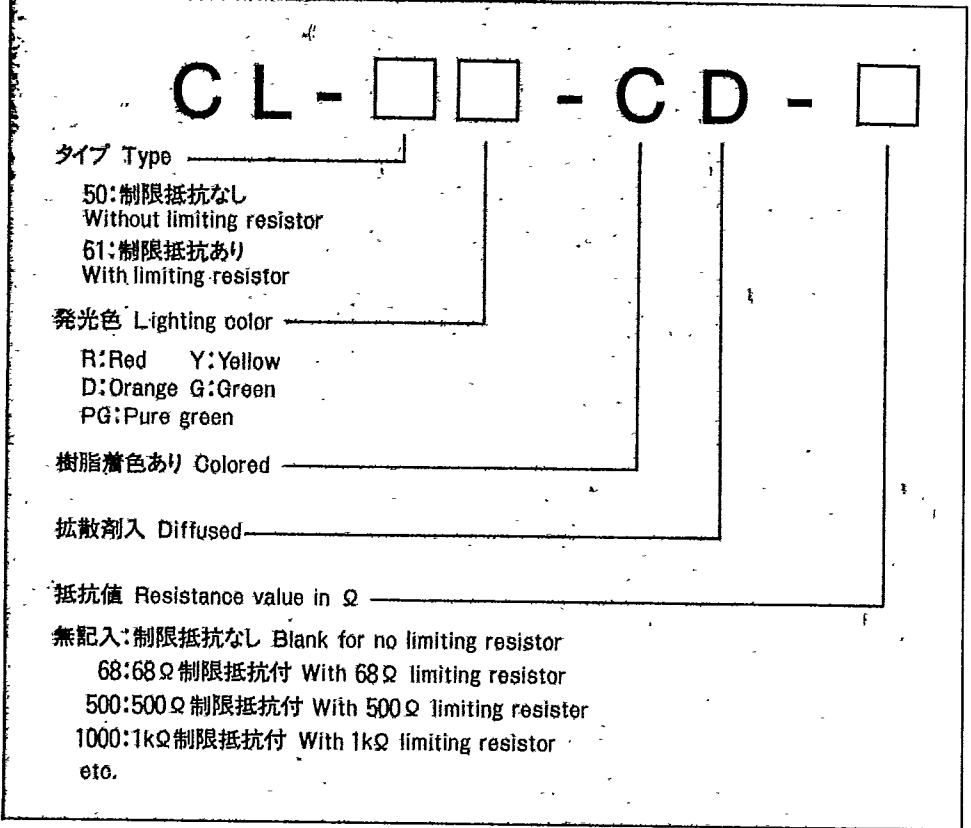 CL-□□-CD-□
タイプ Type
50:制限抵抗なし
Without limiting resistor
61:制限抵抗あり
With limiting resistor
発光色 Lighting color
R:Red Y:Yellow
D:Orange G:Green
PG:Pure green
樹脂着色あり Colored
拡散剤入 Diffused
抵抗値 Resistance value in Ω
無記入:制限抵抗なし Blank for no limiting resistor
68:68Ω制限抵抗付 With 68Ω limiting resistor
500:500Ω制限抵抗付 With 500Ω limiting resister
1000:1kΩ制限抵抗付 With 1kΩ limiting resistor
etc.